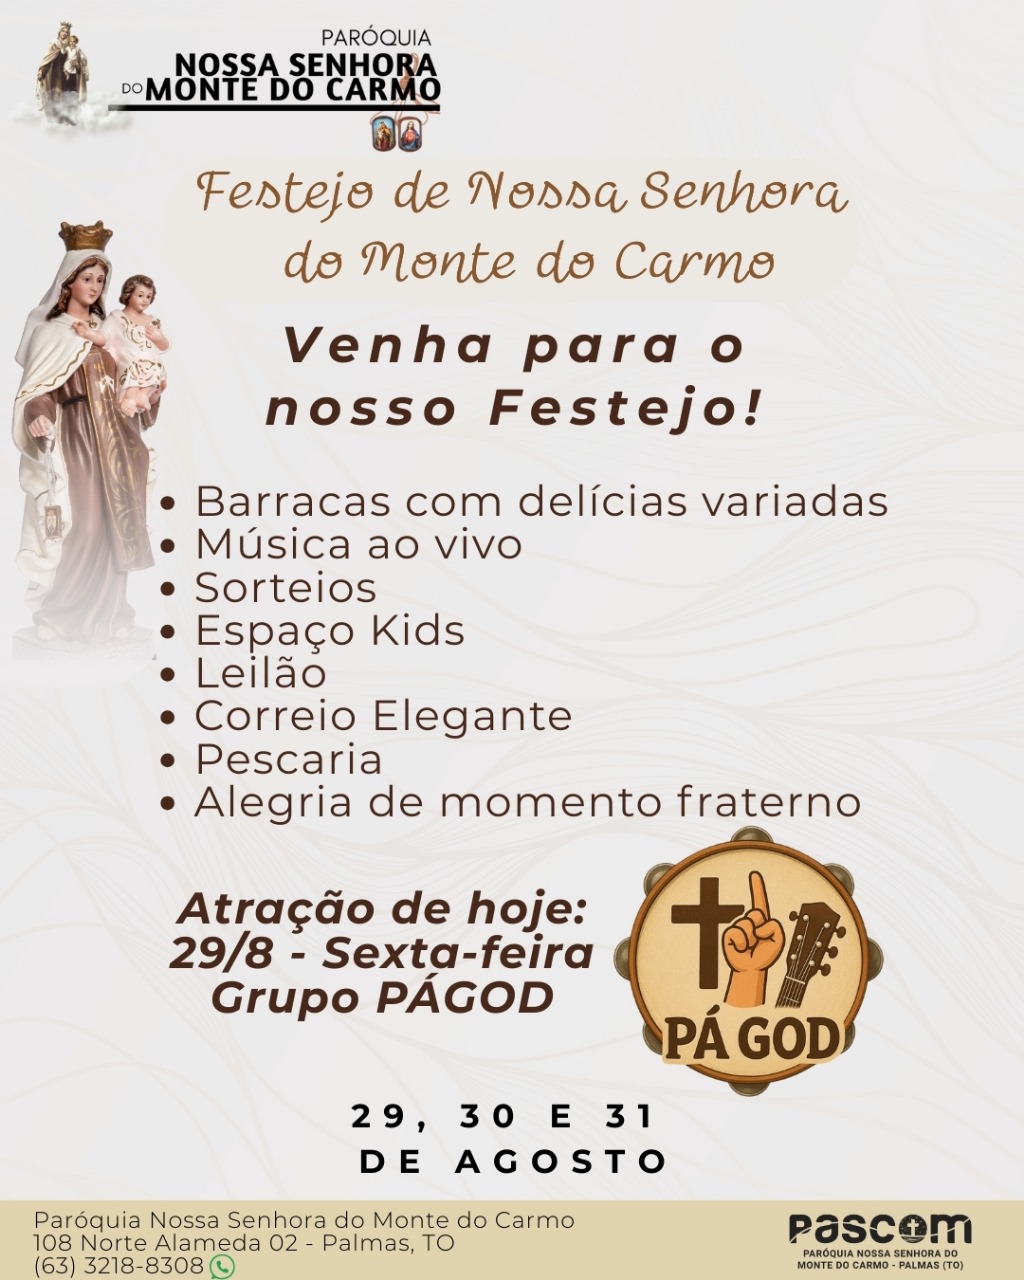 PARÓQUIA
NOSSA SENHORA
DO MONTE DO CARMO
Festejo de Nossa Senhora
do Monte do Carmo
Venha para o
nosso Festejo!
• Barracas com delícias variadas
• Música ao vivo
• Sorteios
• Espaço Kids
• Leilão
• Correio Elegante
• Pescaria
• Alegria de momento fraterno
Atração de hoje:
29/8 - Sexta-feira
Grupo PÁGOD
PÁ GOD
29, 30 E 31
DE AGOSTO
Paróquia Nossa Senhora do Monte do Carmo
108 Norte Alameda 02 - Palmas, TO
(63) 3218-8308
PASCOM
PARÓQUIA NOSSA SENHORA DO
MONTE DO CARMO - PALMAS (TO)